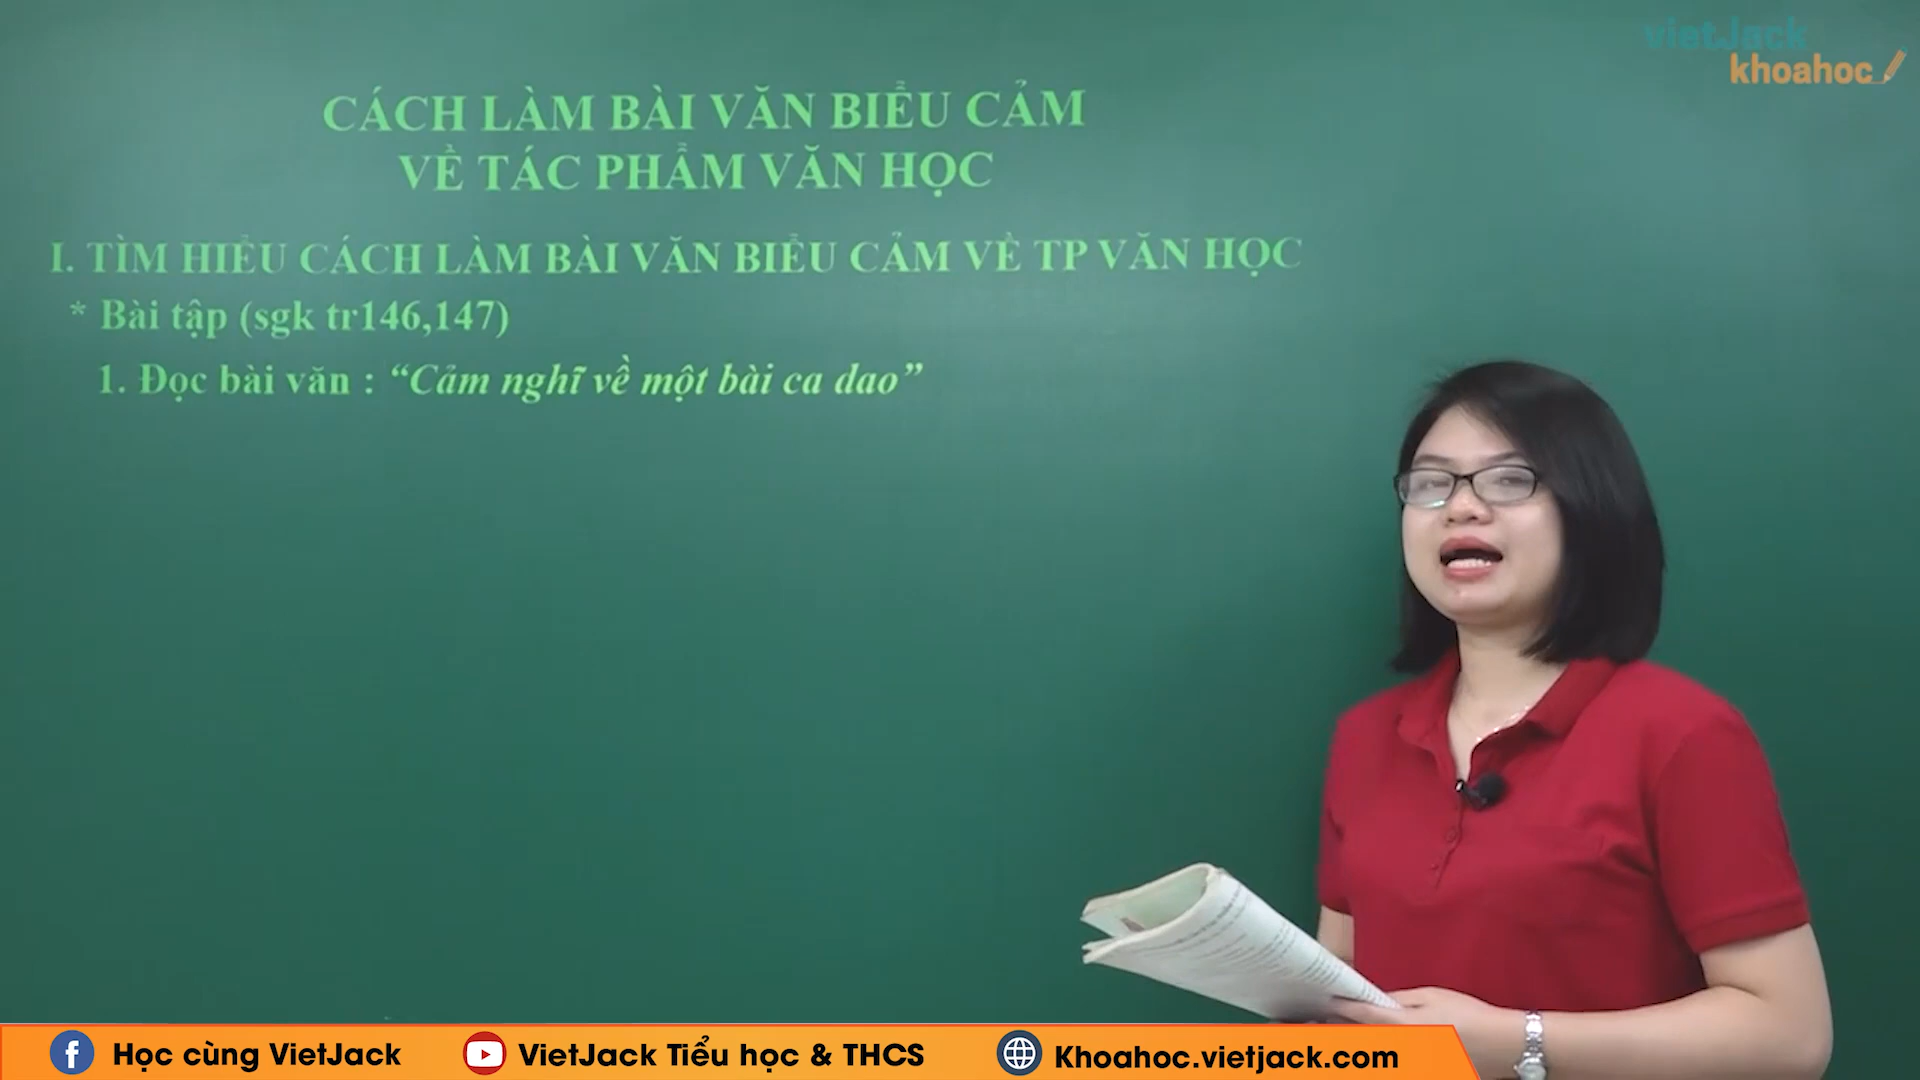 vietJack
khoahoc
CÁCH LÀM BÀI VĂN BIỂU CẢM
VỀ TÁC PHẨM VĂN HỌC
I. TÌM HIỂU CÁCH LÀM BÀI VĂN BIỂU CẢM VỀ TP VĂN HỌC
* Bài tập (sgk tr146,147)
1. Đọc bài văn : “Cảm nghĩ về một bài ca dao”
Học cùng VietJack
VietJack Tiểu học & THCS
Khoahoc.vietjack.com